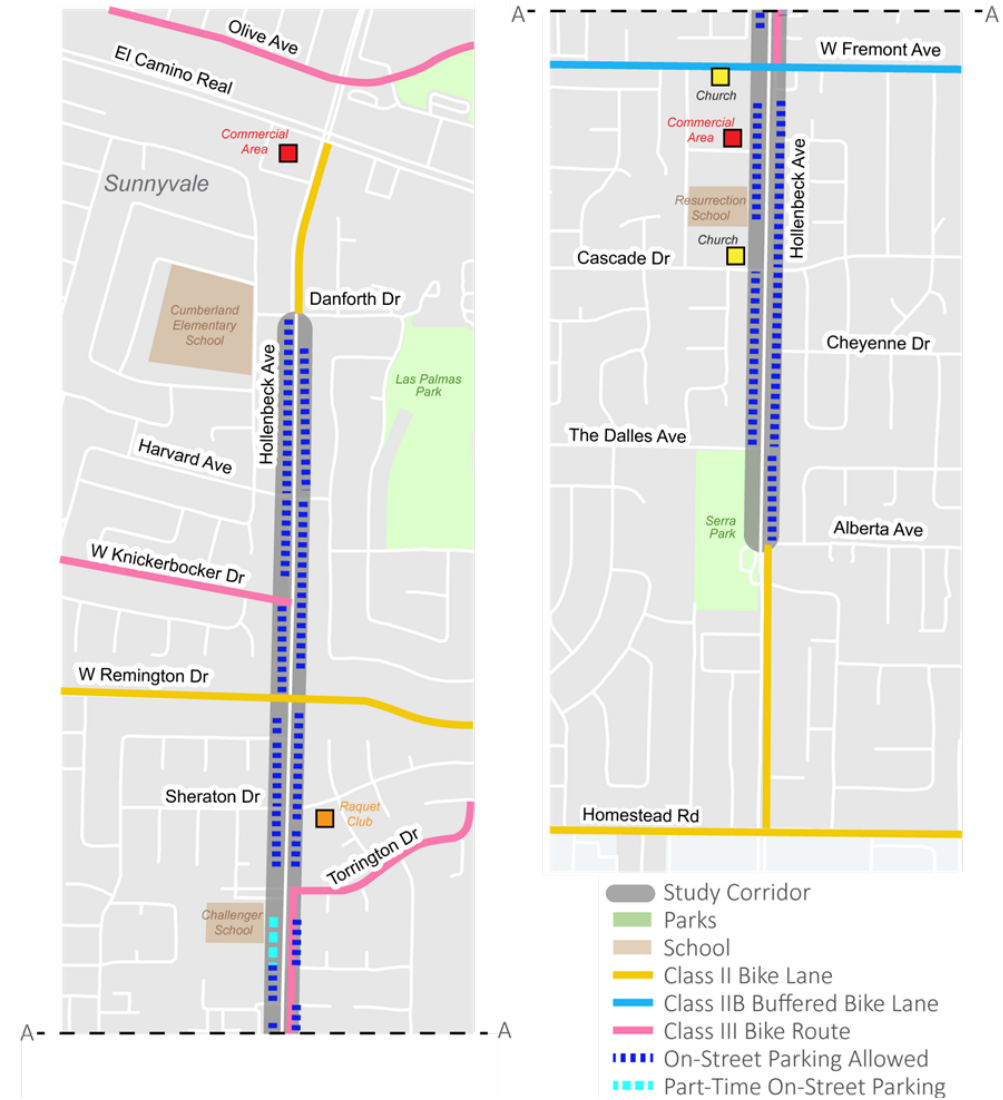 Olive Ave
El Camino Real
Commercial
Area
Sunnyvale
Danforth Dr
Cumberland
Elementary
School
Hollenbeck Ave
Las Palmas
Park
Harvard Ave
W Knickerbocker Dr
W Remington Dr
Sheraton Dr
Raquet
Club
Torrington Dr
Challenger
School
A
A
A
A
W Fremont Ave
Church
Commercial
Area
Hollenbeck Ave
Resurrection
School
Church
Cascade Dr
Cheyenne Dr
The Dalles Ave
Serra
Park
Alberta Ave
Homestead Rd
Study Corridor
Parks
School
Class II Bike Lane
Class IIB Buffered Bike Lane
Class III Bike Route
On-Street Parking Allowed
Part-Time On-Street Parking